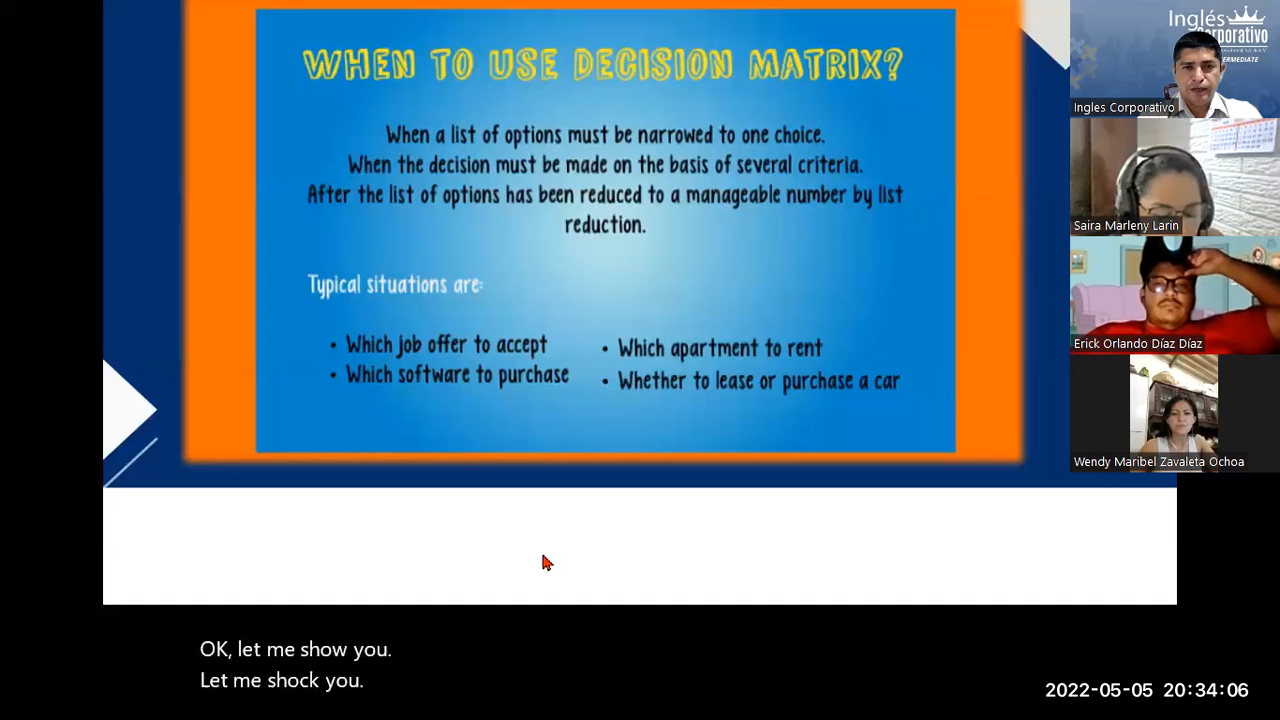 WHEN TO USE DECISION MATRIX?
When a list of options must be narrowed to one choice.
When the decision must be made on the basis of several criteria.
After the list of options has been reduced to a manageable number by list
reduction.
Typical situations are:
• Which job offer to accept
• Which software to purchase
• Which apartment to rent
• Whether to lease or purchase a car
Inglés
Corporativo
Ingles Corporativo
Saira Marleny Larin
Erick Orlando Díaz Díaz
Wendy Maribel Zavaleta Ochoa
OK, let me show you.
Let me shock you.
2022-05-05 20:34:06